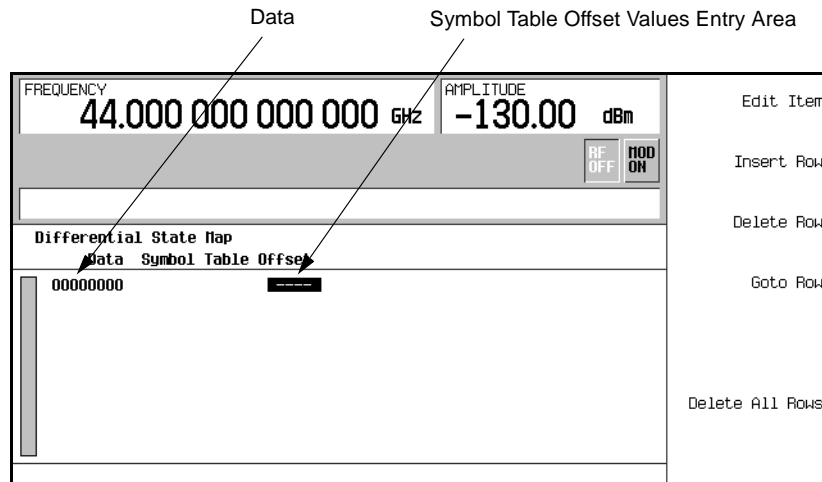 Data
Symbol Table Offset Values Entry Area
FREQUENCY
44.000 000 000 000 GHz
AMPLITUDE
-130.00 dBm
RF OFF
MOD ON
Edit Item
Insert Row
Delete Row
Goto Row
Delete All Rows
Differential State Map
Data Symbol Table Offset
00000000 ----